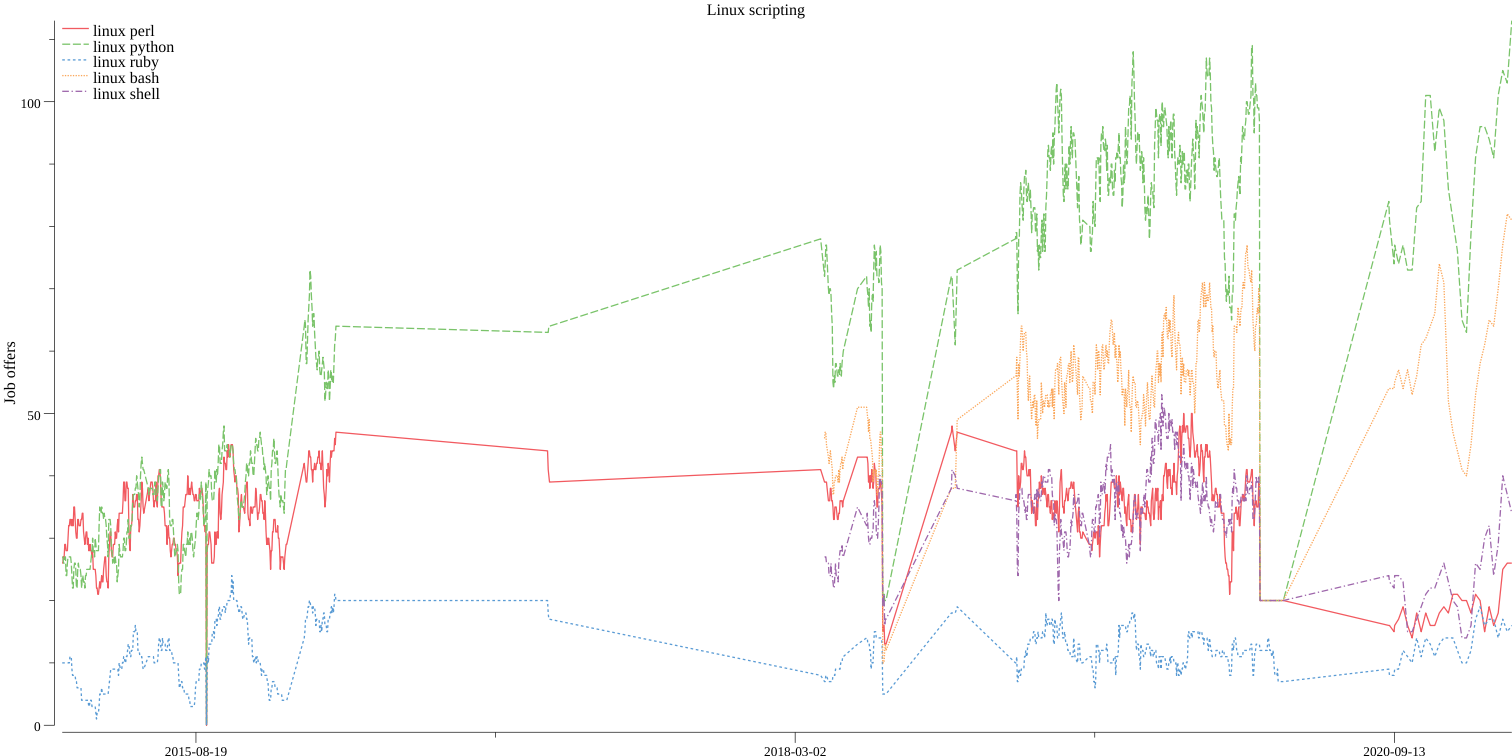 Linux scripting
linux perl
linux python
linux ruby
linux bash
linux shell
100
Job offers
50
0
2015-08-19
2018-03-02
2020-09-13